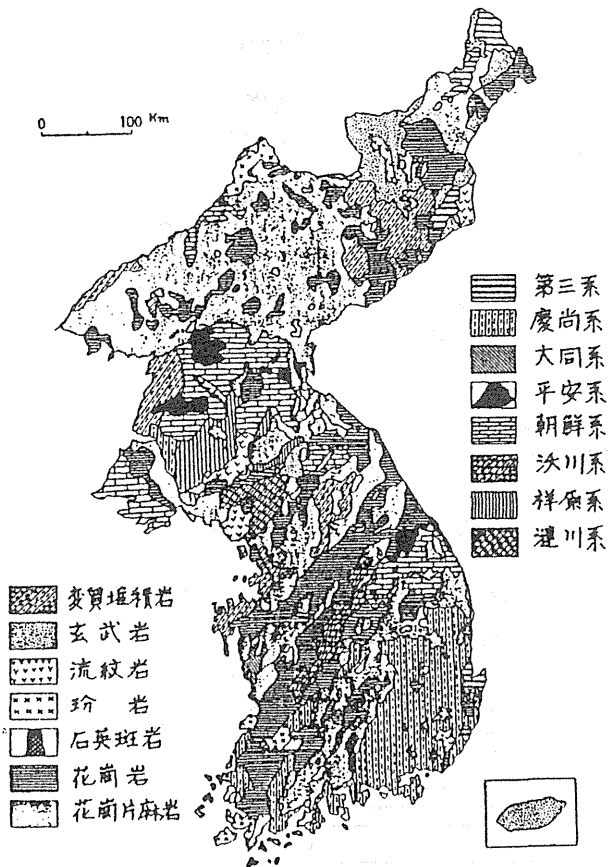 0 100 Km
第三系
慶尚系
大同系
平安系
朝鮮系
沃川系
祥原系
漣川系
変質堆積岩
玄武岩
流紋岩
玢岩
石英斑岩
花崗岩
花崗片麻岩